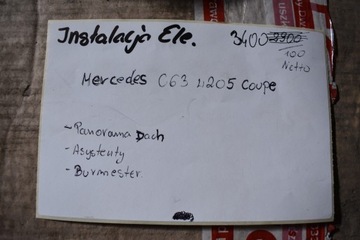 Instalacja Ele.
3400 3900
/100
Netto
Mercedes C63 W205 Coupe
- Panorama Dach
- Asystenty
- Burmester